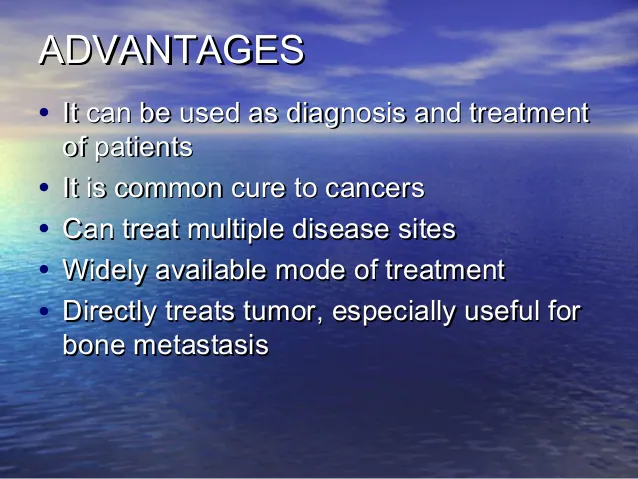 ADVANTAGES
• It can be used as diagnosis and treatment
of patients
• It is common cure to cancers
• Can treat multiple disease sites
• Widely available mode of treatment
• Directly treats tumor, especially useful for
bone metastasis